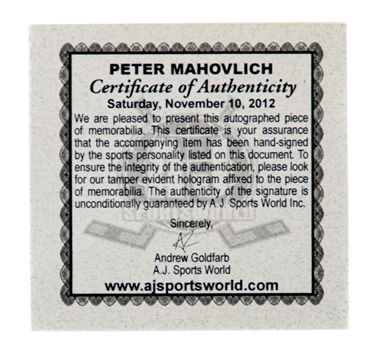 PETER MAHOVLICH
Certificate of Authenticity
Saturday, November 10, 2012
We are pleased to present this autographed piece
of memorabilia. This certificate is your assurance
that the accompanying item has been hand-signed
by the sports personality listed on this document. To
ensure the integrity of the authentication, please look
for our tamper evident hologram affixed to the piece
of memorabilia. The authenticity of the signature is
unconditionally guaranteed by A.J. Sports World Inc.
Sincerely,
Andrew Goldfarb
A.J. Sports World
www.ajsportsworld.com